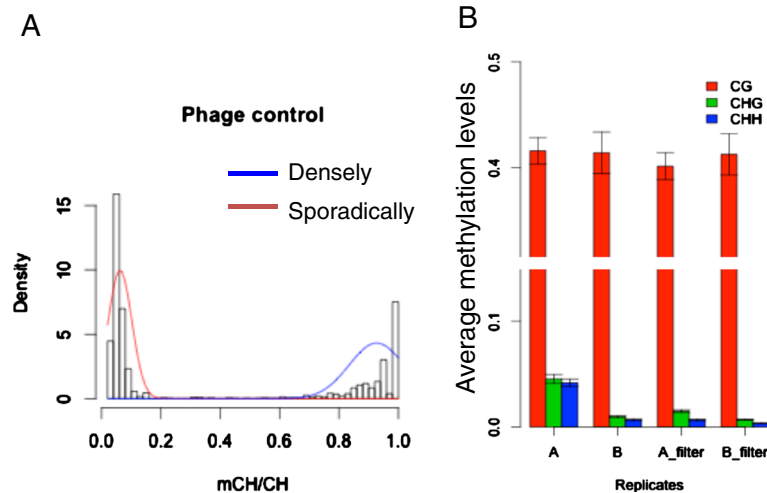 A
Phage control
Densely
Sporadically
Density
15
10
5
0
0.0 0.2 0.4 0.6 0.8 1.0
mCH/CH
B
Average methylation levels
0.5
0.4
0.1
0.0
CG
CHG
CHH
A B A_filter B_filter
Replicates